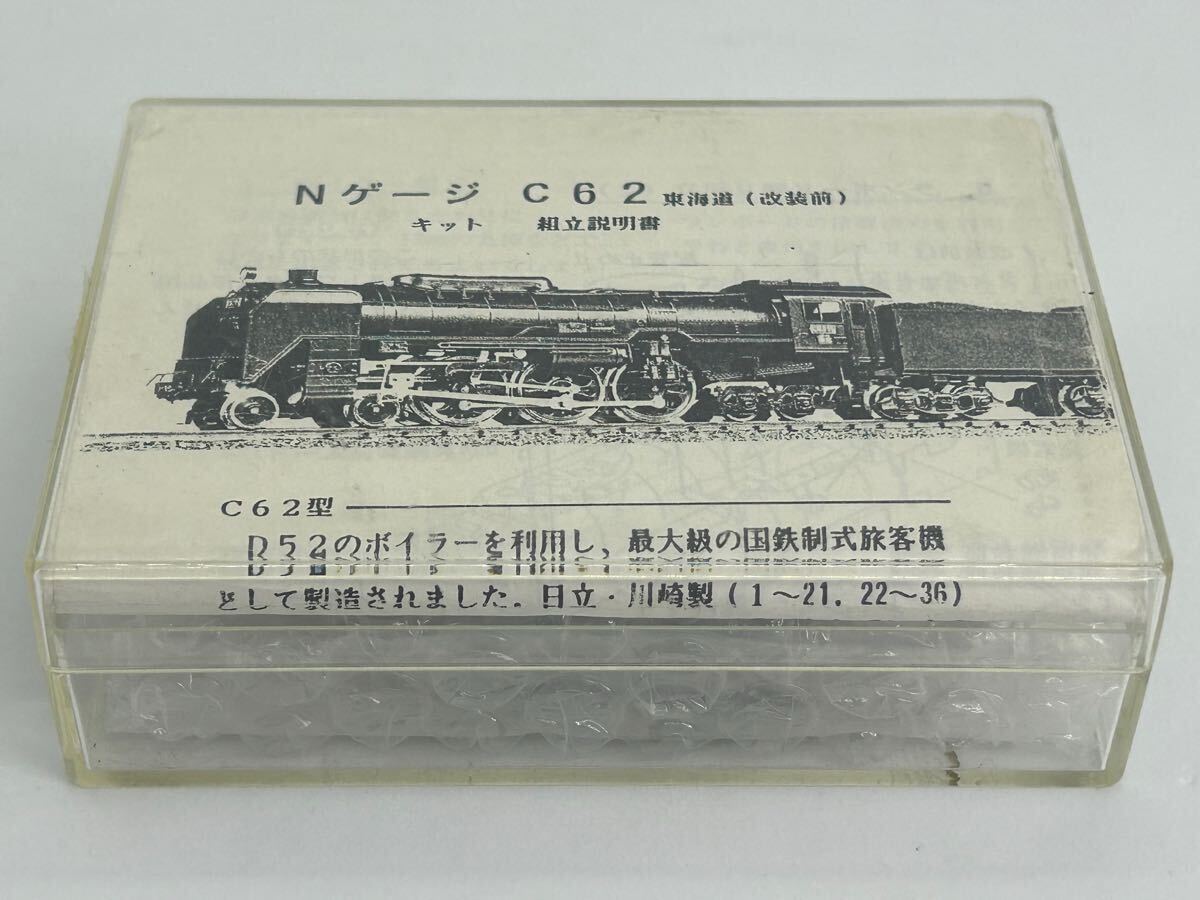 Nゲージ C62 東海道(改装前)
キット 組立説明書
C62型
D52のボイラーを利用し、最大級の国鉄制式旅客機
として製造されました。日立・川崎製(1〜21. 22〜36)